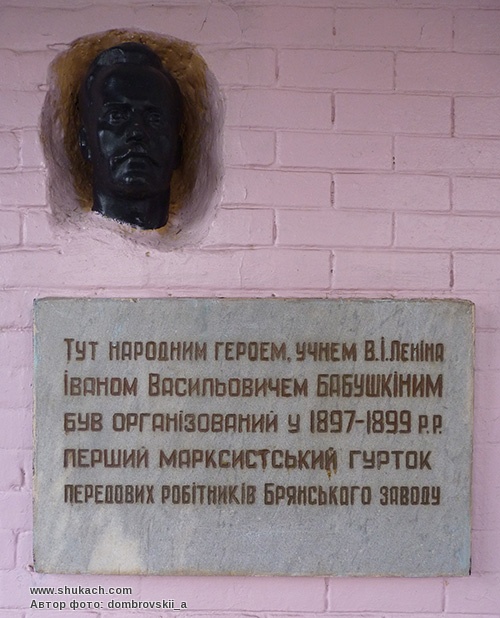 Тут народним героєм, учнем В.І.Леніна
Іваном Васильовичем БАБУШКІНИМ
був організований у 1897-1899 р.р.
перший марксистський гурток
передових робітників Брянського заводу
www.shukach.com
Автор фото: dombrovskii_a